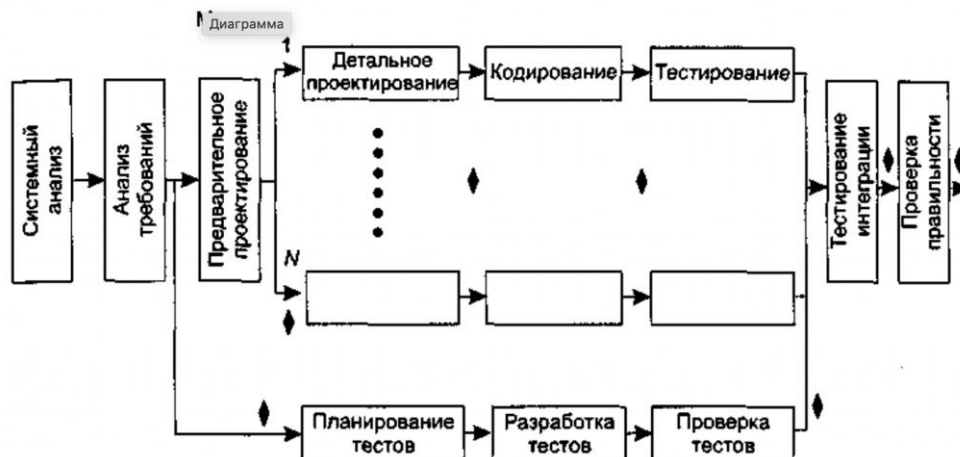 Диаграмма
1
Детальное
проектирование
Кодирование
Тестирование
Системный
анализ
Анализ
требований
Предварительное
проектирование
Тестирование
интеграции
Проверка
правильности
N
Планирование
тестов
Разработка
тестов
Проверка
тестов